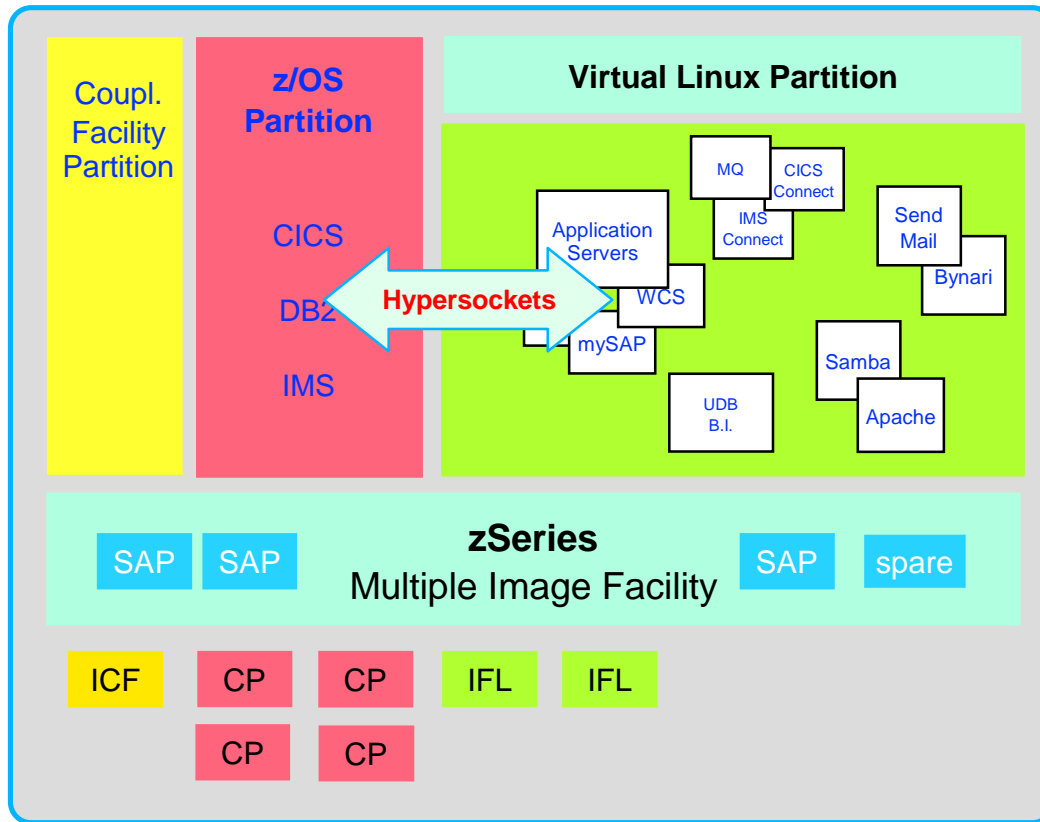 Coupl.
Facility
Partition
z/OS
Partition
CICS
DB2
IMS
Hypersockets
Virtual Linux Partition
MQ
CICS
Connect
IMS
Connect
Application
Servers
WCS
mySAP
Send
Mail
Bynari
Samba
Apache
UDB
B.I.
zSeries
Multiple Image Facility
SAP
SAP
SAP
spare
ICF
CP
CP
IFL
IFL
CP
CP